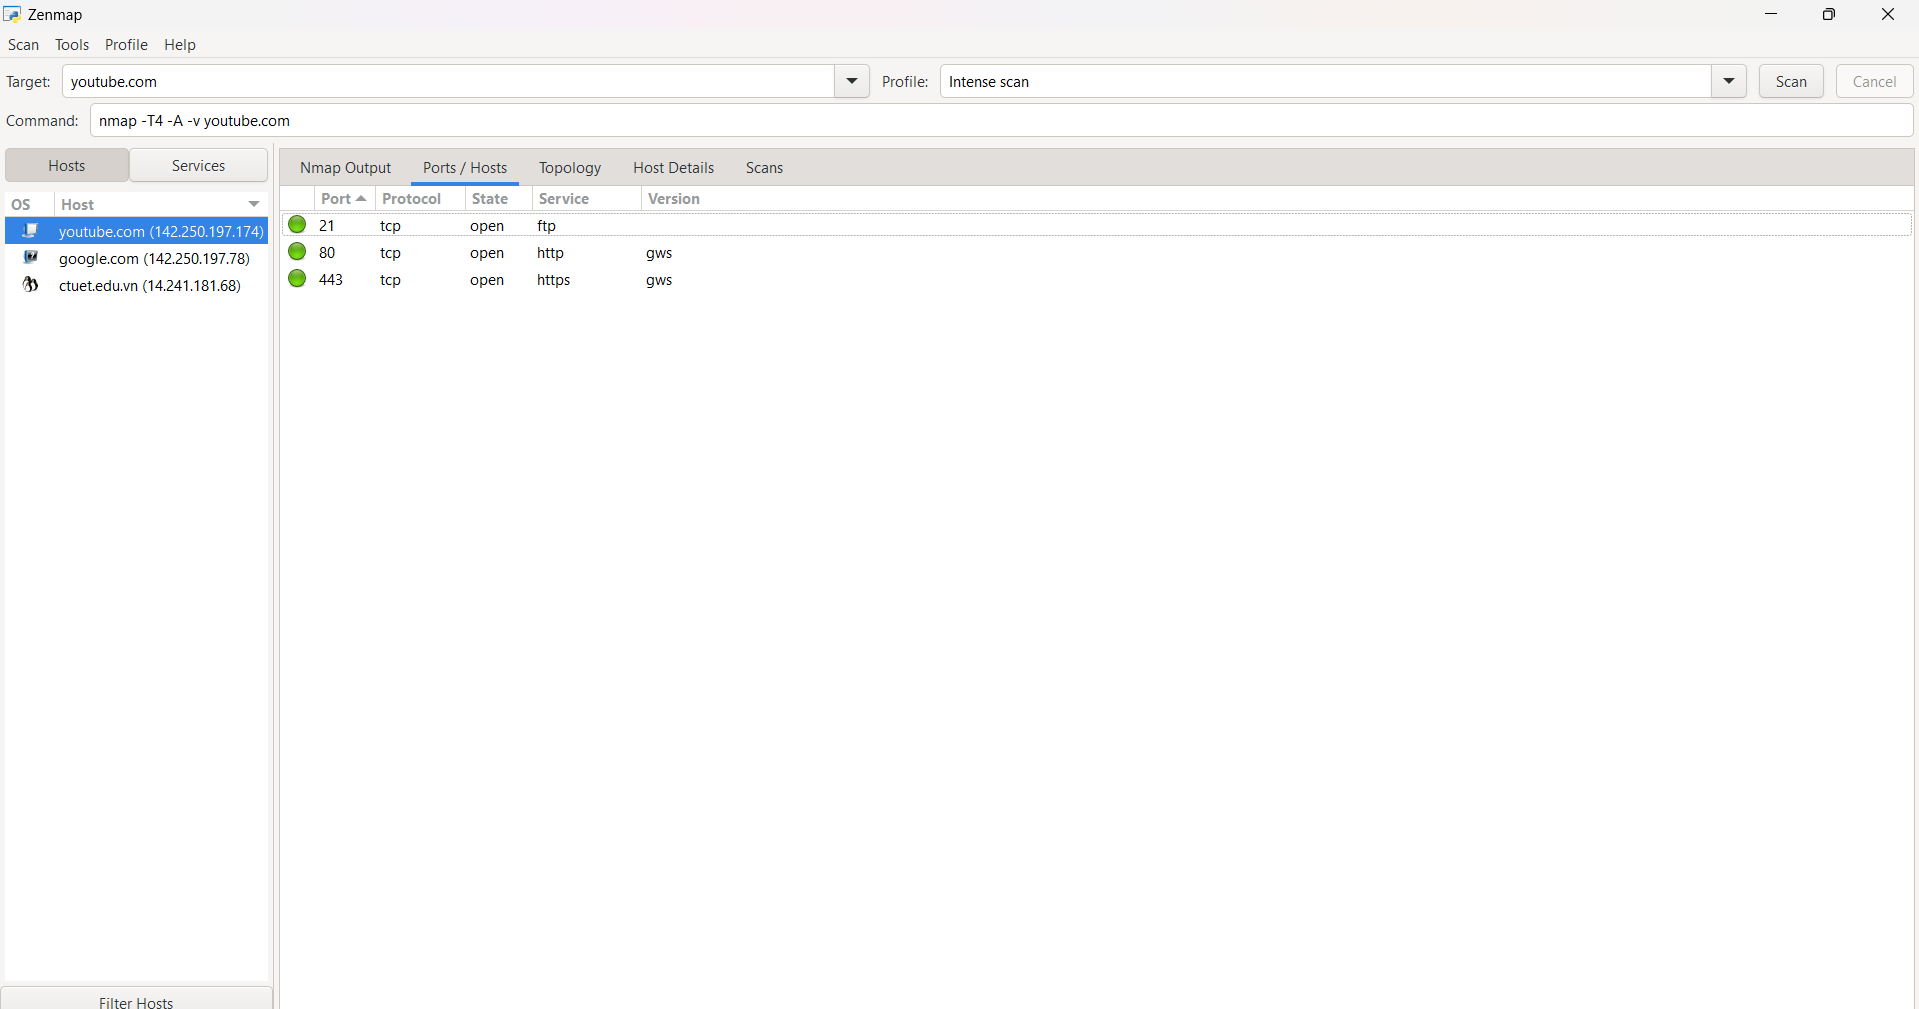 Zenmap
Scan Tools Profile Help
Target: youtube.com Profile: Intense scan Scan Cancel
Command: nmap -T4 -A -v youtube.com
Hosts Services Nmap Output Ports / Hosts Topology Host Details Scans
OS Host Port Protocol State Service Version
youtube.com (142.250.197.174) 21 tcp open ftp
google.com (142.250.197.78) 80 tcp open http gws
ctuet.edu.vn (14.241.181.68) 443 tcp open https gws
Filter Hosts